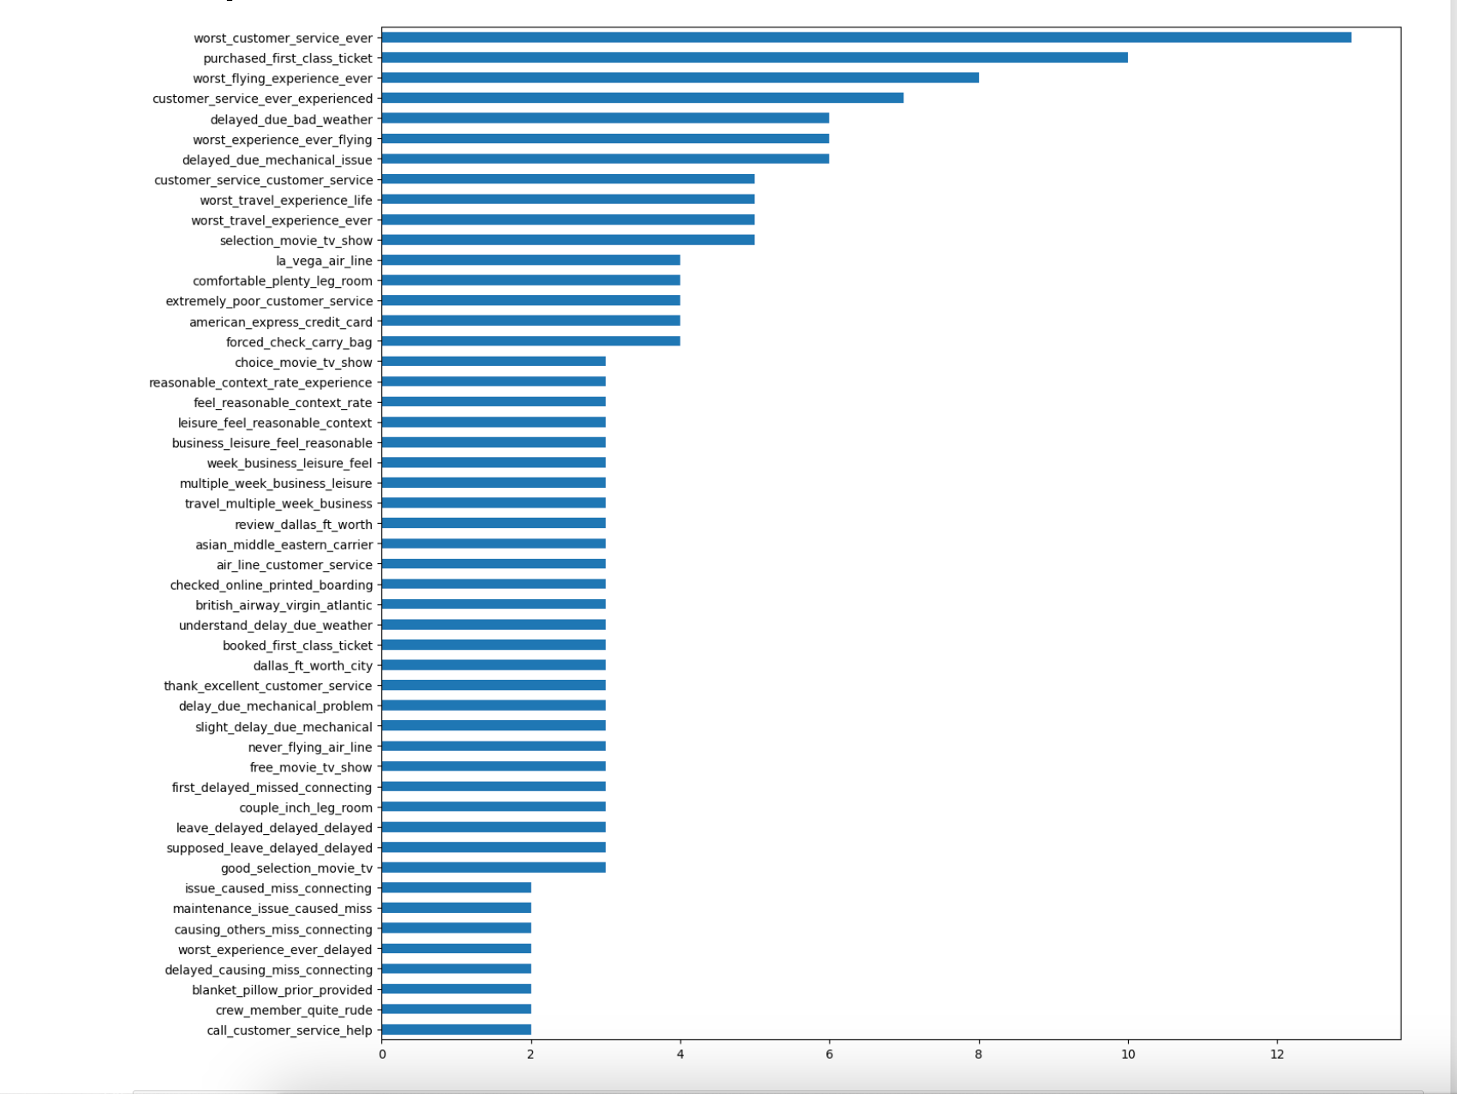 worst_customer_service_ever
purchased_first_class_ticket
worst_flying_experience_ever
customer_service_ever_experienced
delayed_due_bad_weather
worst_experience_ever_flying
delayed_due_mechanical_issue
customer_service_customer_service
worst_travel_experience_life
worst_travel_experience_ever
selection_movie_tv_show
la_vega_air_line
comfortable_plenty_leg_room
extremely_poor_customer_service
american_express_credit_card
forced_check_carry_bag
choice_movie_tv_show
reasonable_context_rate_experience
feel_reasonable_context_rate
leisure_feel_reasonable_context
business_leisure_feel_reasonable
week_business_leisure_feel
multiple_week_business_leisure
travel_multiple_week_business
review_dallas_ft_worth
asian_middle_eastern_carrier
air_line_customer_service
checked_online_printed_boarding
british_airway_virgin_atlantic
understand_delay_due_weather
booked_first_class_ticket
dallas_ft_worth_city
thank_excellent_customer_service
delay_due_mechanical_problem
slight_delay_due_mechanical
never_flying_air_line
free_movie_tv_show
first_delayed_missed_connecting
couple_inch_leg_room
leave_delayed_delayed_delayed
supposed_leave_delayed_delayed
good_selection_movie_tv
issue_caused_miss_connecting
maintenance_issue_caused_miss
causing_others_miss_connecting
worst_experience_ever_delayed
delayed_causing_miss_connecting
blanket_pillow_prior_provided
crew_member_quite_rude
call_customer_service_help
0 2 4 6 8 10 12